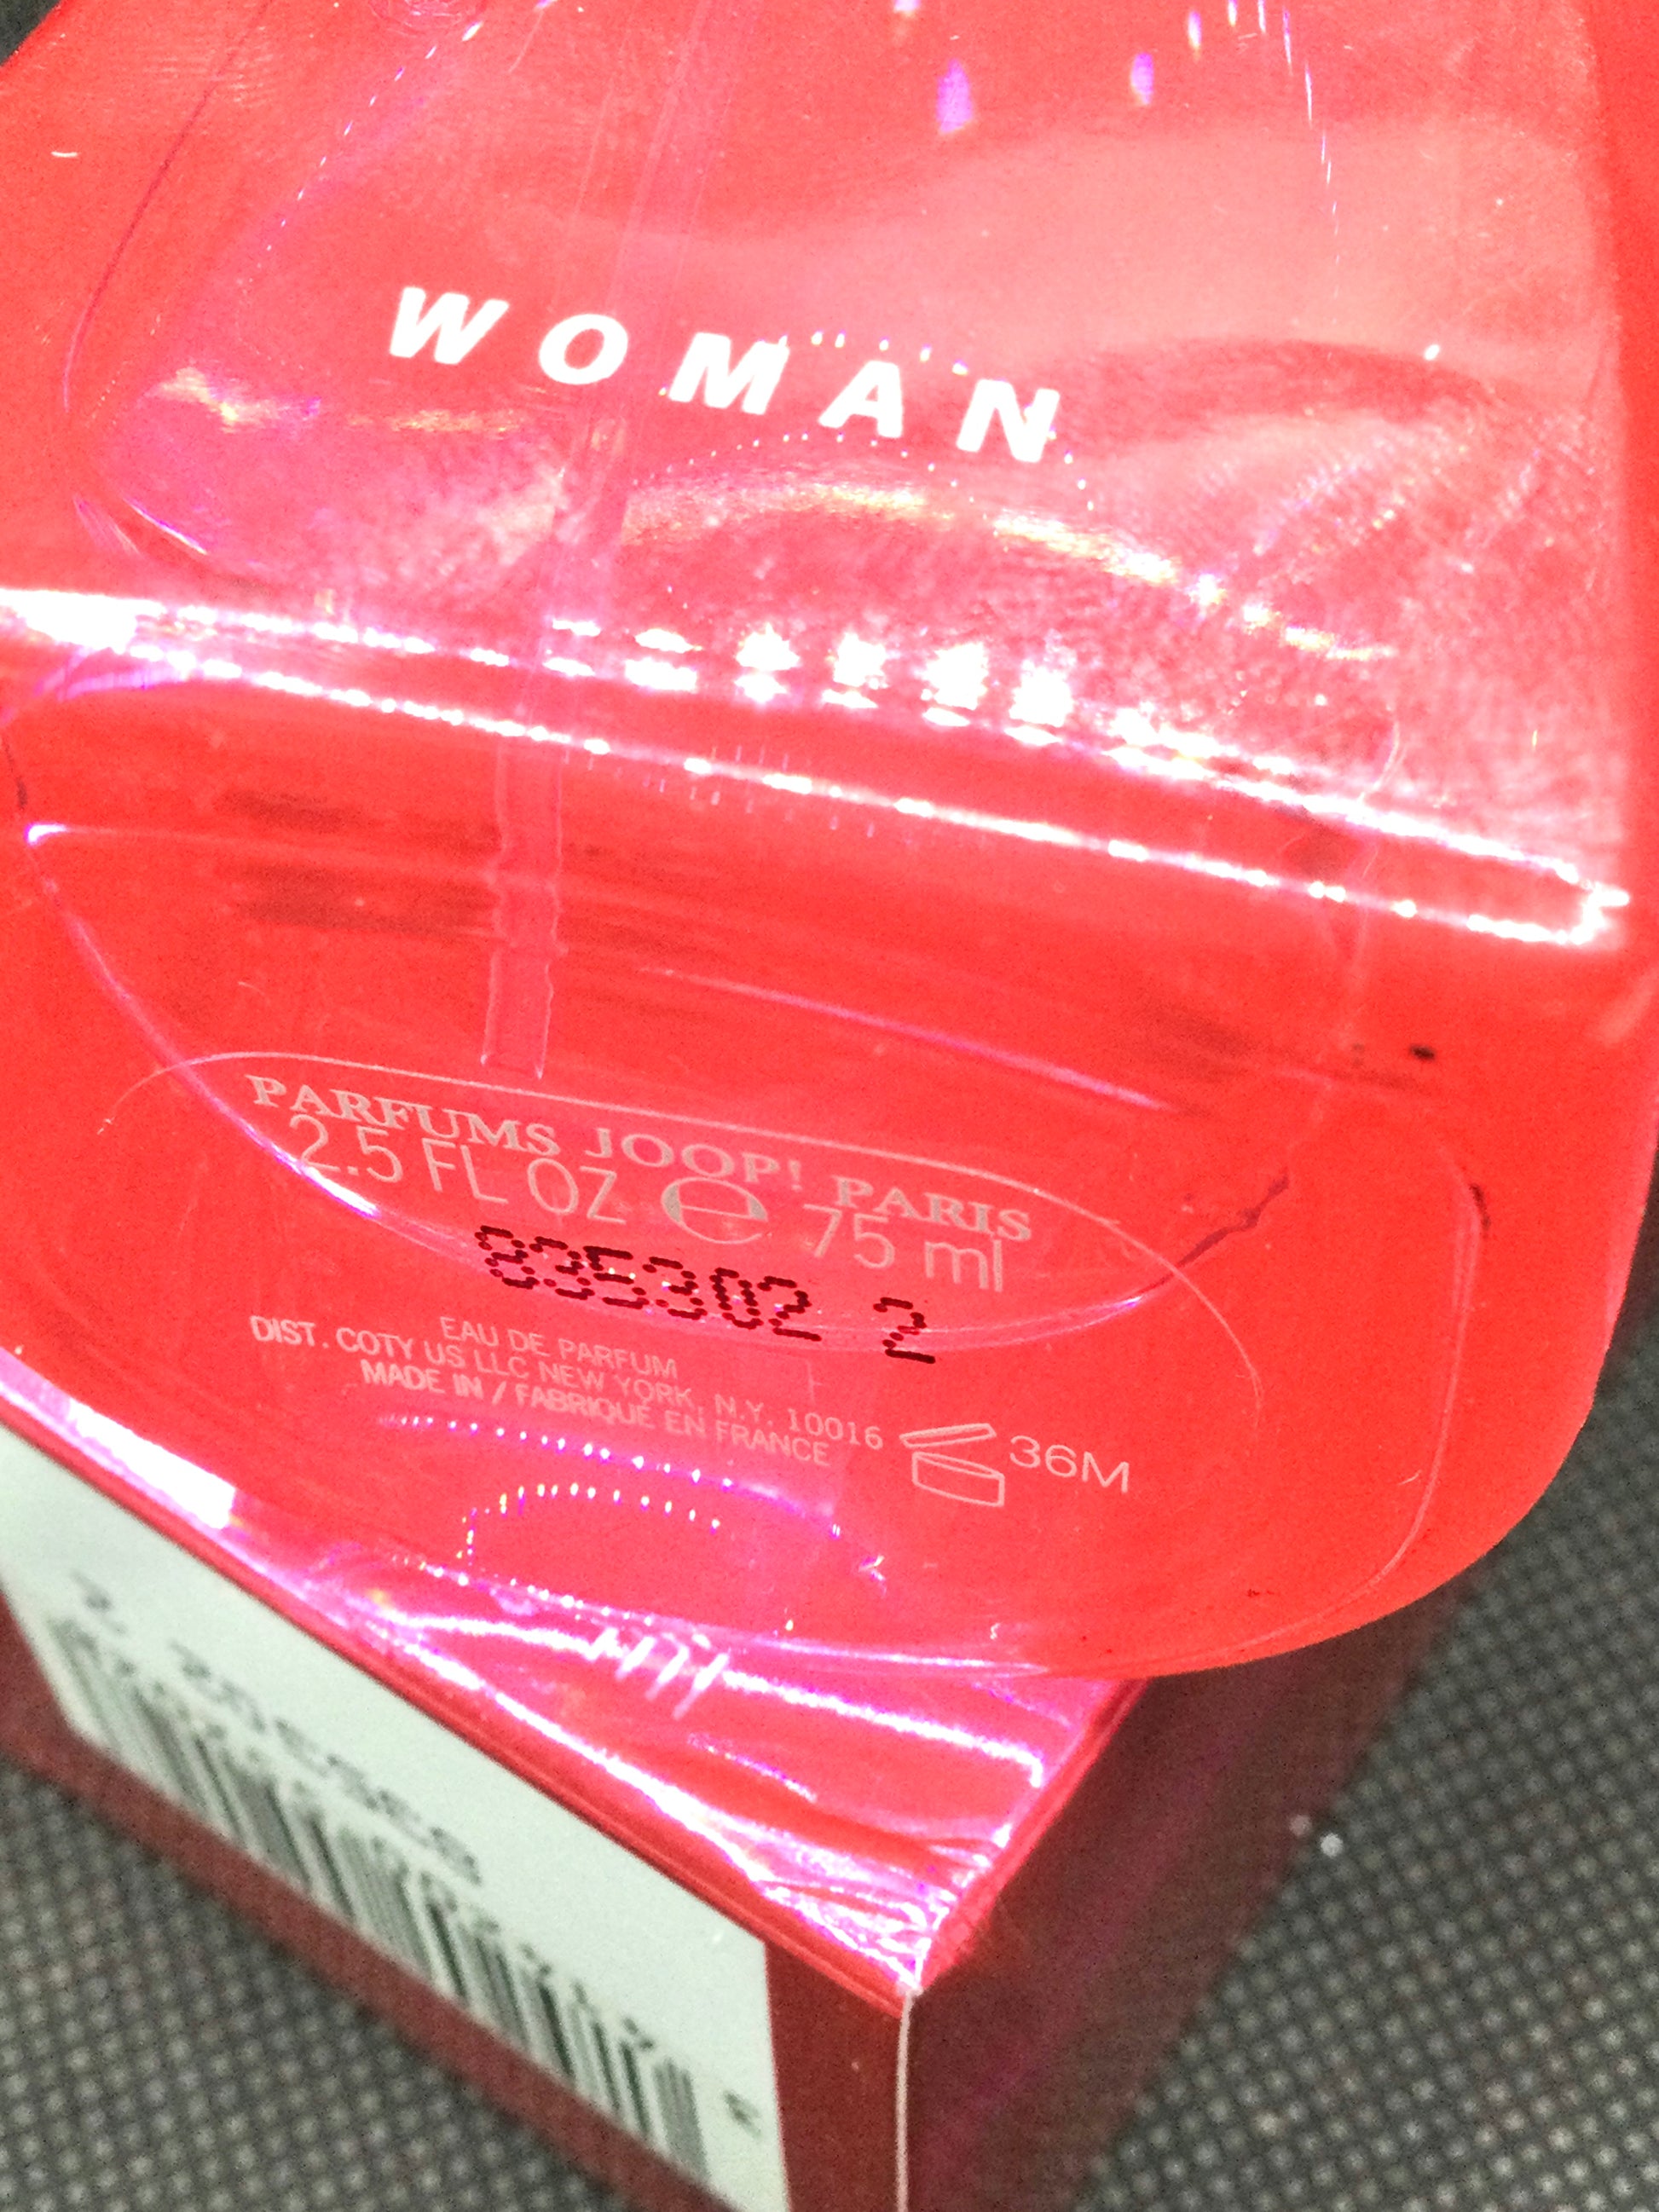 WOMAN
PARFUMS JOOP! PARIS
2.5 FL OZ ℮ 75 ml
835302 2
EAU DE PARFUM
DIST. COTY US LLC NEW YORK, N.Y. 10016
MADE IN / FABRIQUÉ EN FRANCE
36M